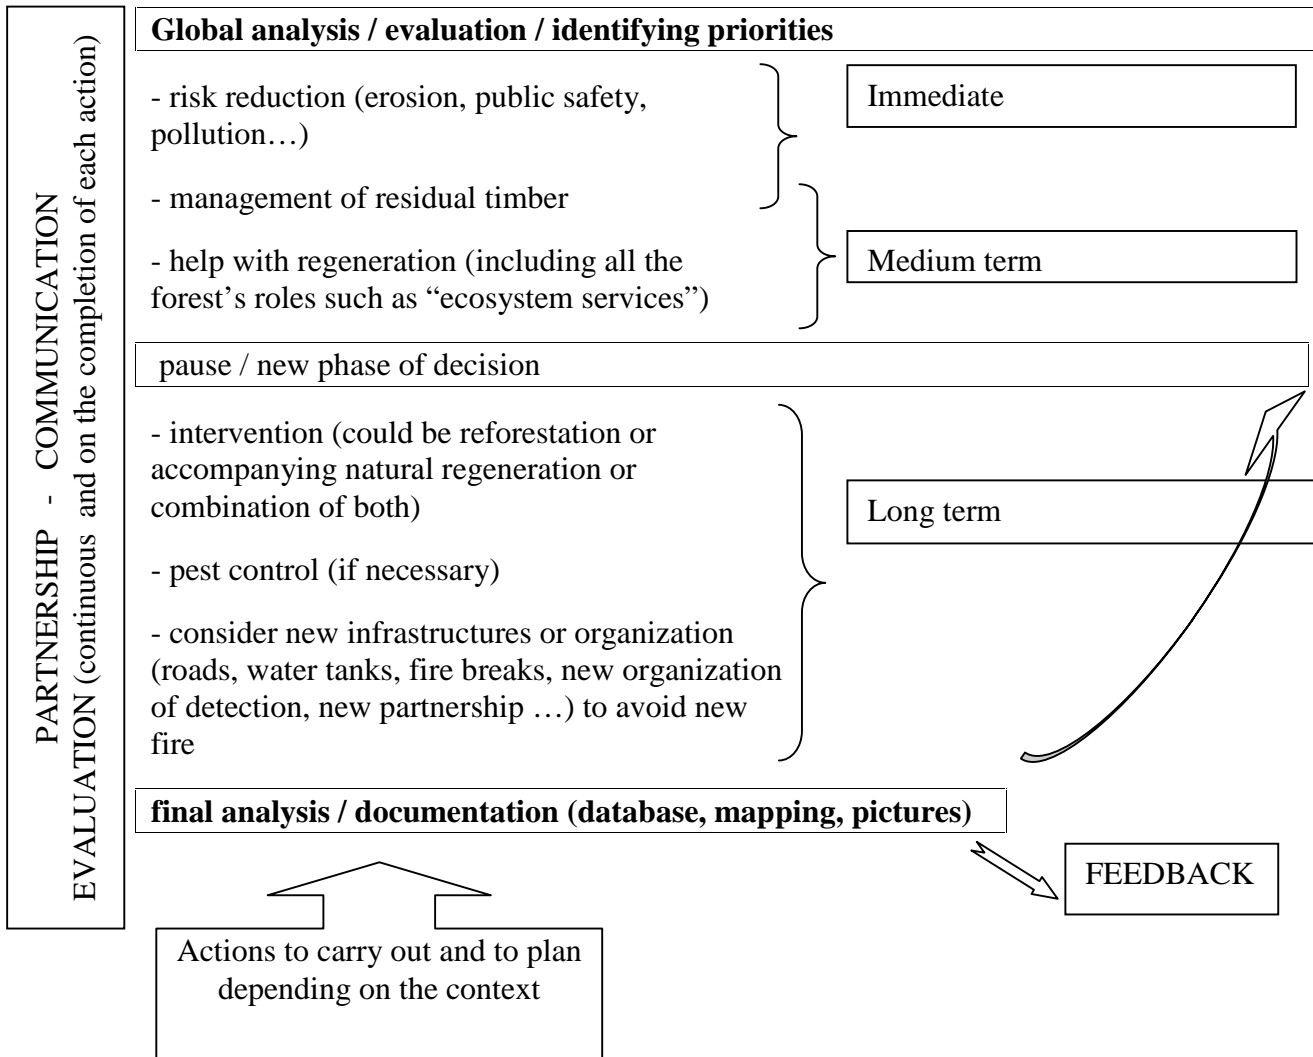 PARTNERSHIP - COMMUNICATION
EVALUATION (continuous and on the completion of each action)
Global analysis / evaluation / identifying priorities
- risk reduction (erosion, public safety,
pollution…)
Immediate
- management of residual timber
- help with regeneration (including all the
forest’s roles such as “ecosystem services”)
Medium term
pause / new phase of decision
- intervention (could be reforestation or
accompanying natural regeneration or
combination of both)
Long term
- pest control (if necessary)
- consider new infrastructures or organization
(roads, water tanks, fire breaks, new organization
of detection, new partnership …) to avoid new
fire
final analysis / documentation (database, mapping, pictures)
FEEDBACK
Actions to carry out and to plan
depending on the context